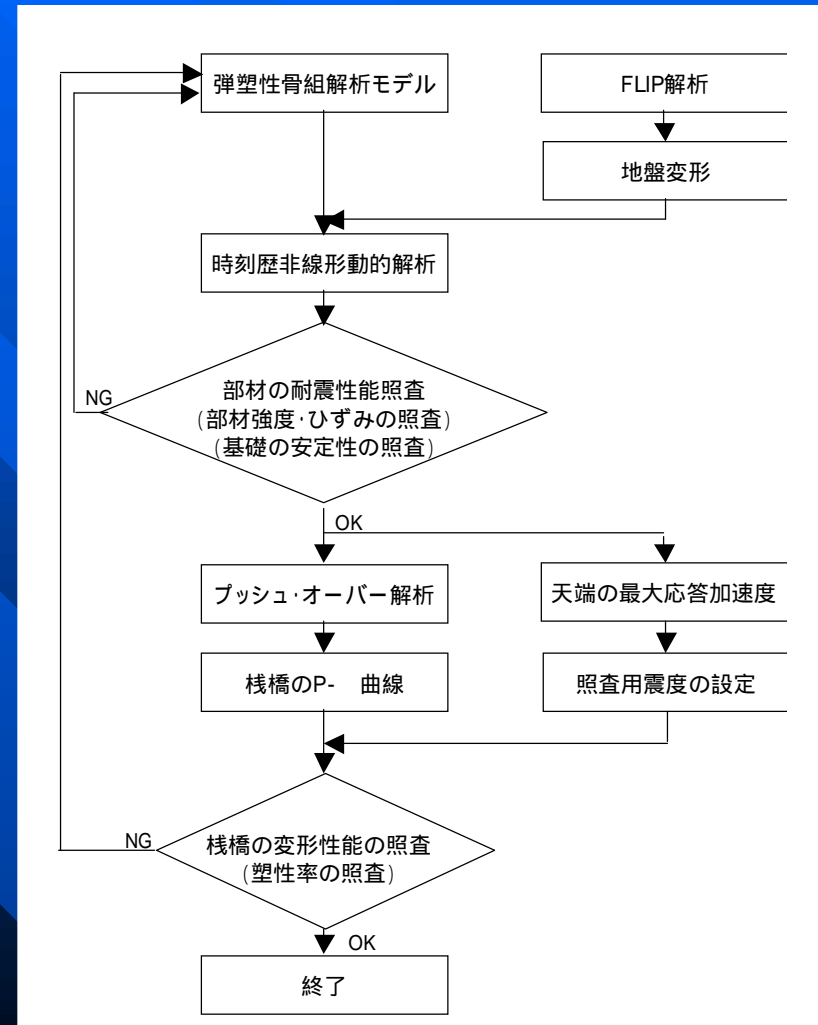 弾塑性骨組解析モデル
FLIP解析
地盤変形
時刻歴非線形動的解析
NG
部材の耐震性能照査
(部材強度・ひずみの照査)
(基礎の安定性の照査)
OK
プッシュ・オーバー解析
天端の最大応答加速度
桟橋のP- 曲線
照査用震度の設定
NG
桟橋の変形性能の照査
(塑性率の照査)
OK
終了